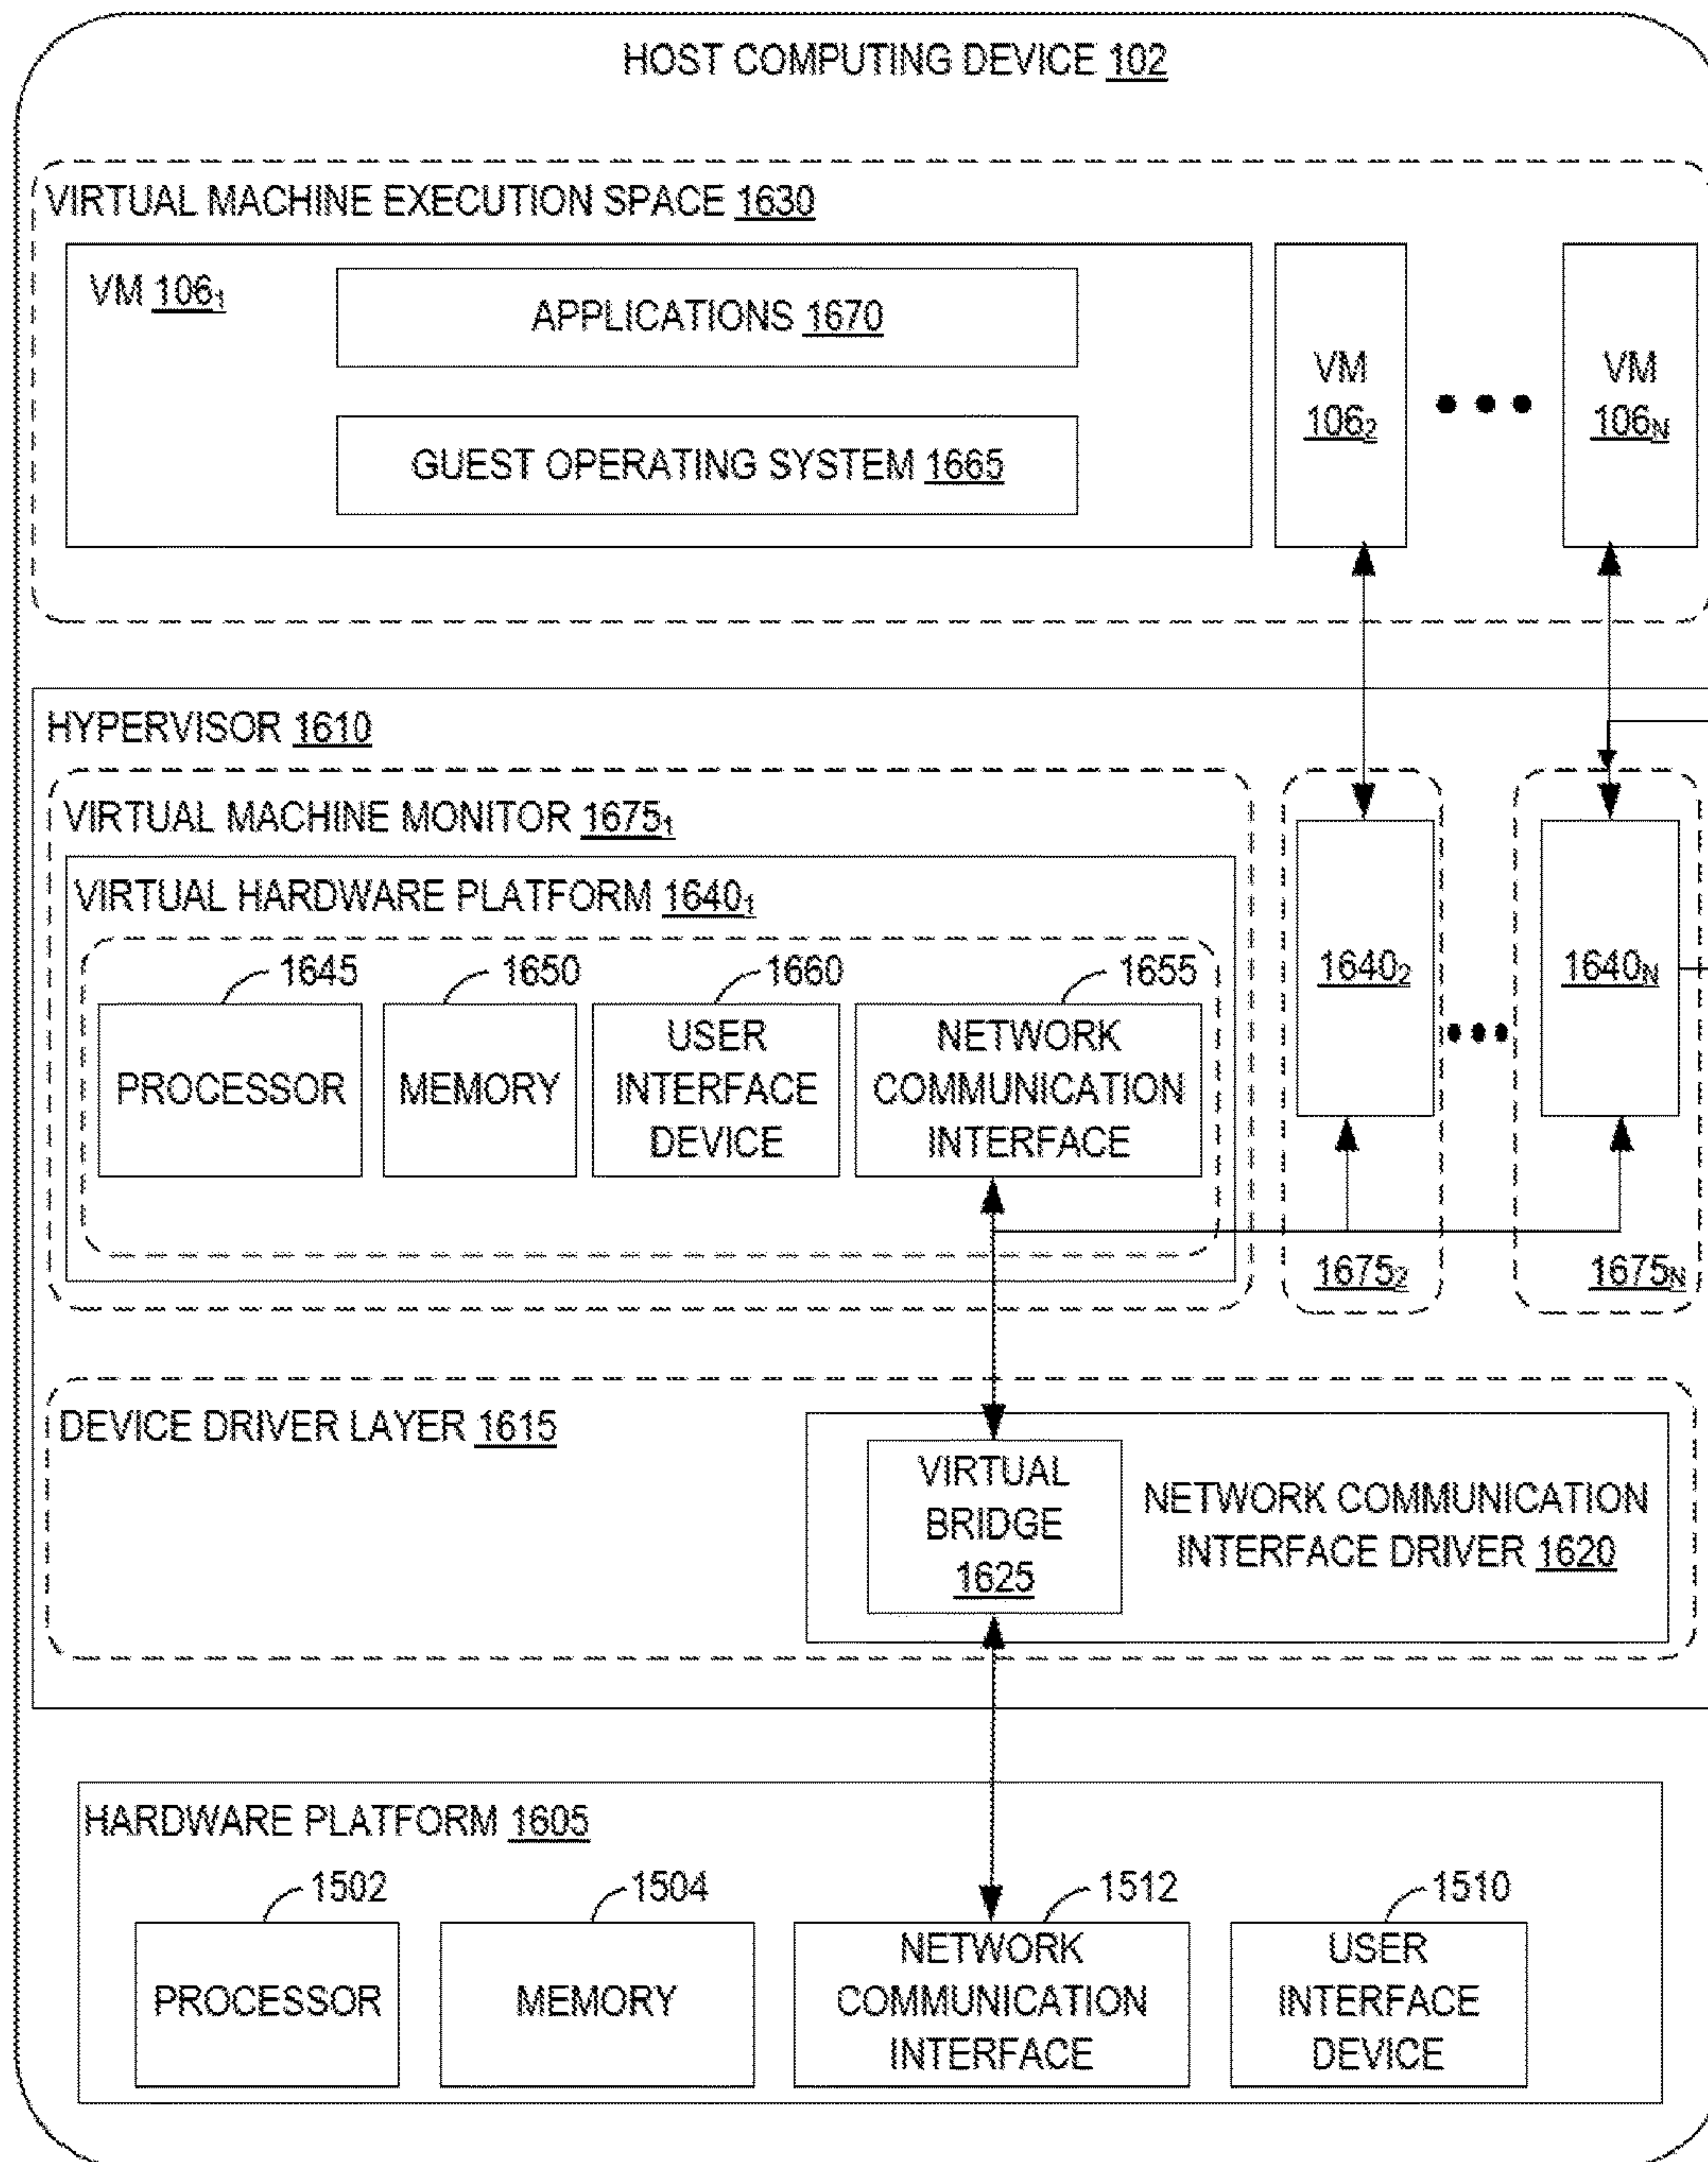 HOST COMPUTING DEVICE 102
VIRTUAL MACHINE EXECUTION SPACE 1630
VM 106₁
APPLICATIONS 1670
GUEST OPERATING SYSTEM 1665
VM
106₂
VM
106N
HYPERVISOR 1610
VIRTUAL MACHINE MONITOR 1675₁
VIRTUAL HARDWARE PLATFORM 1640₁
1645
1650
1660
1655
PROCESSOR
MEMORY
USER
INTERFACE
DEVICE
NETWORK
COMMUNICATION
INTERFACE
1640₂
1640N
1675₂
1675N
DEVICE DRIVER LAYER 1615
VIRTUAL
BRIDGE
1625
NETWORK COMMUNICATION
INTERFACE DRIVER 1620
HARDWARE PLATFORM 1605
1502
1504
1512
1510
PROCESSOR
MEMORY
NETWORK
COMMUNICATION
INTERFACE
USER
INTERFACE
DEVICE